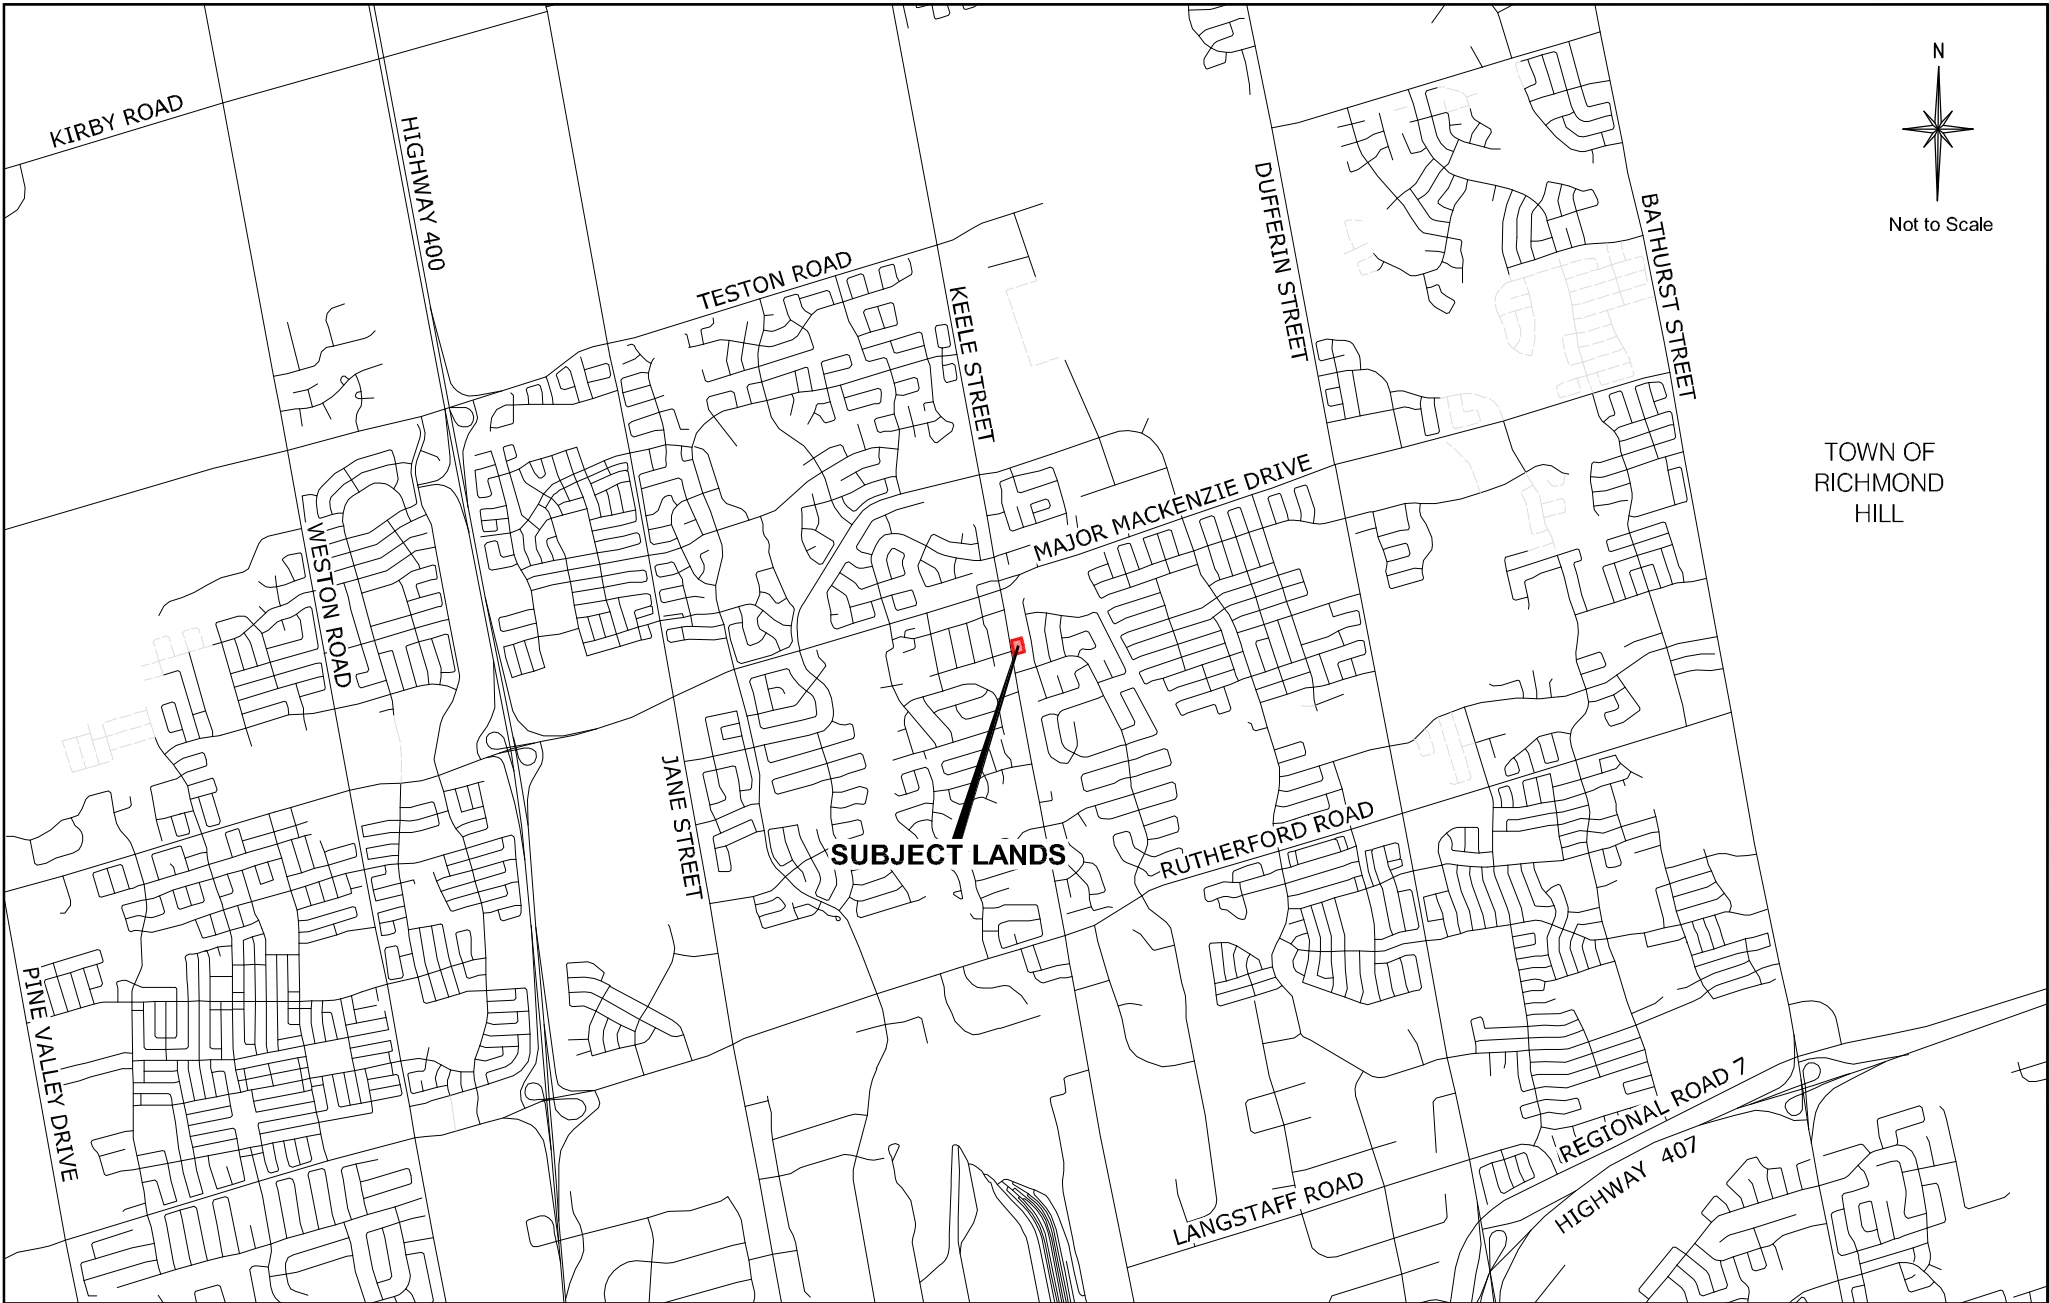 N
Not to Scale
KIRBY ROAD
HIGHWAY 400
DUFFERIN STREET
BATHURST STREET
TESTON ROAD
KEELE STREET
TOWN OF
RICHMOND
HILL
MAJOR MACKENZIE DRIVE
WESTON ROAD
JANE STREET
SUBJECT LANDS
RUTHERFORD ROAD
PINE VALLEY DRIVE
REGIONAL ROAD 7
HIGHWAY 407
LANGSTAFF ROAD